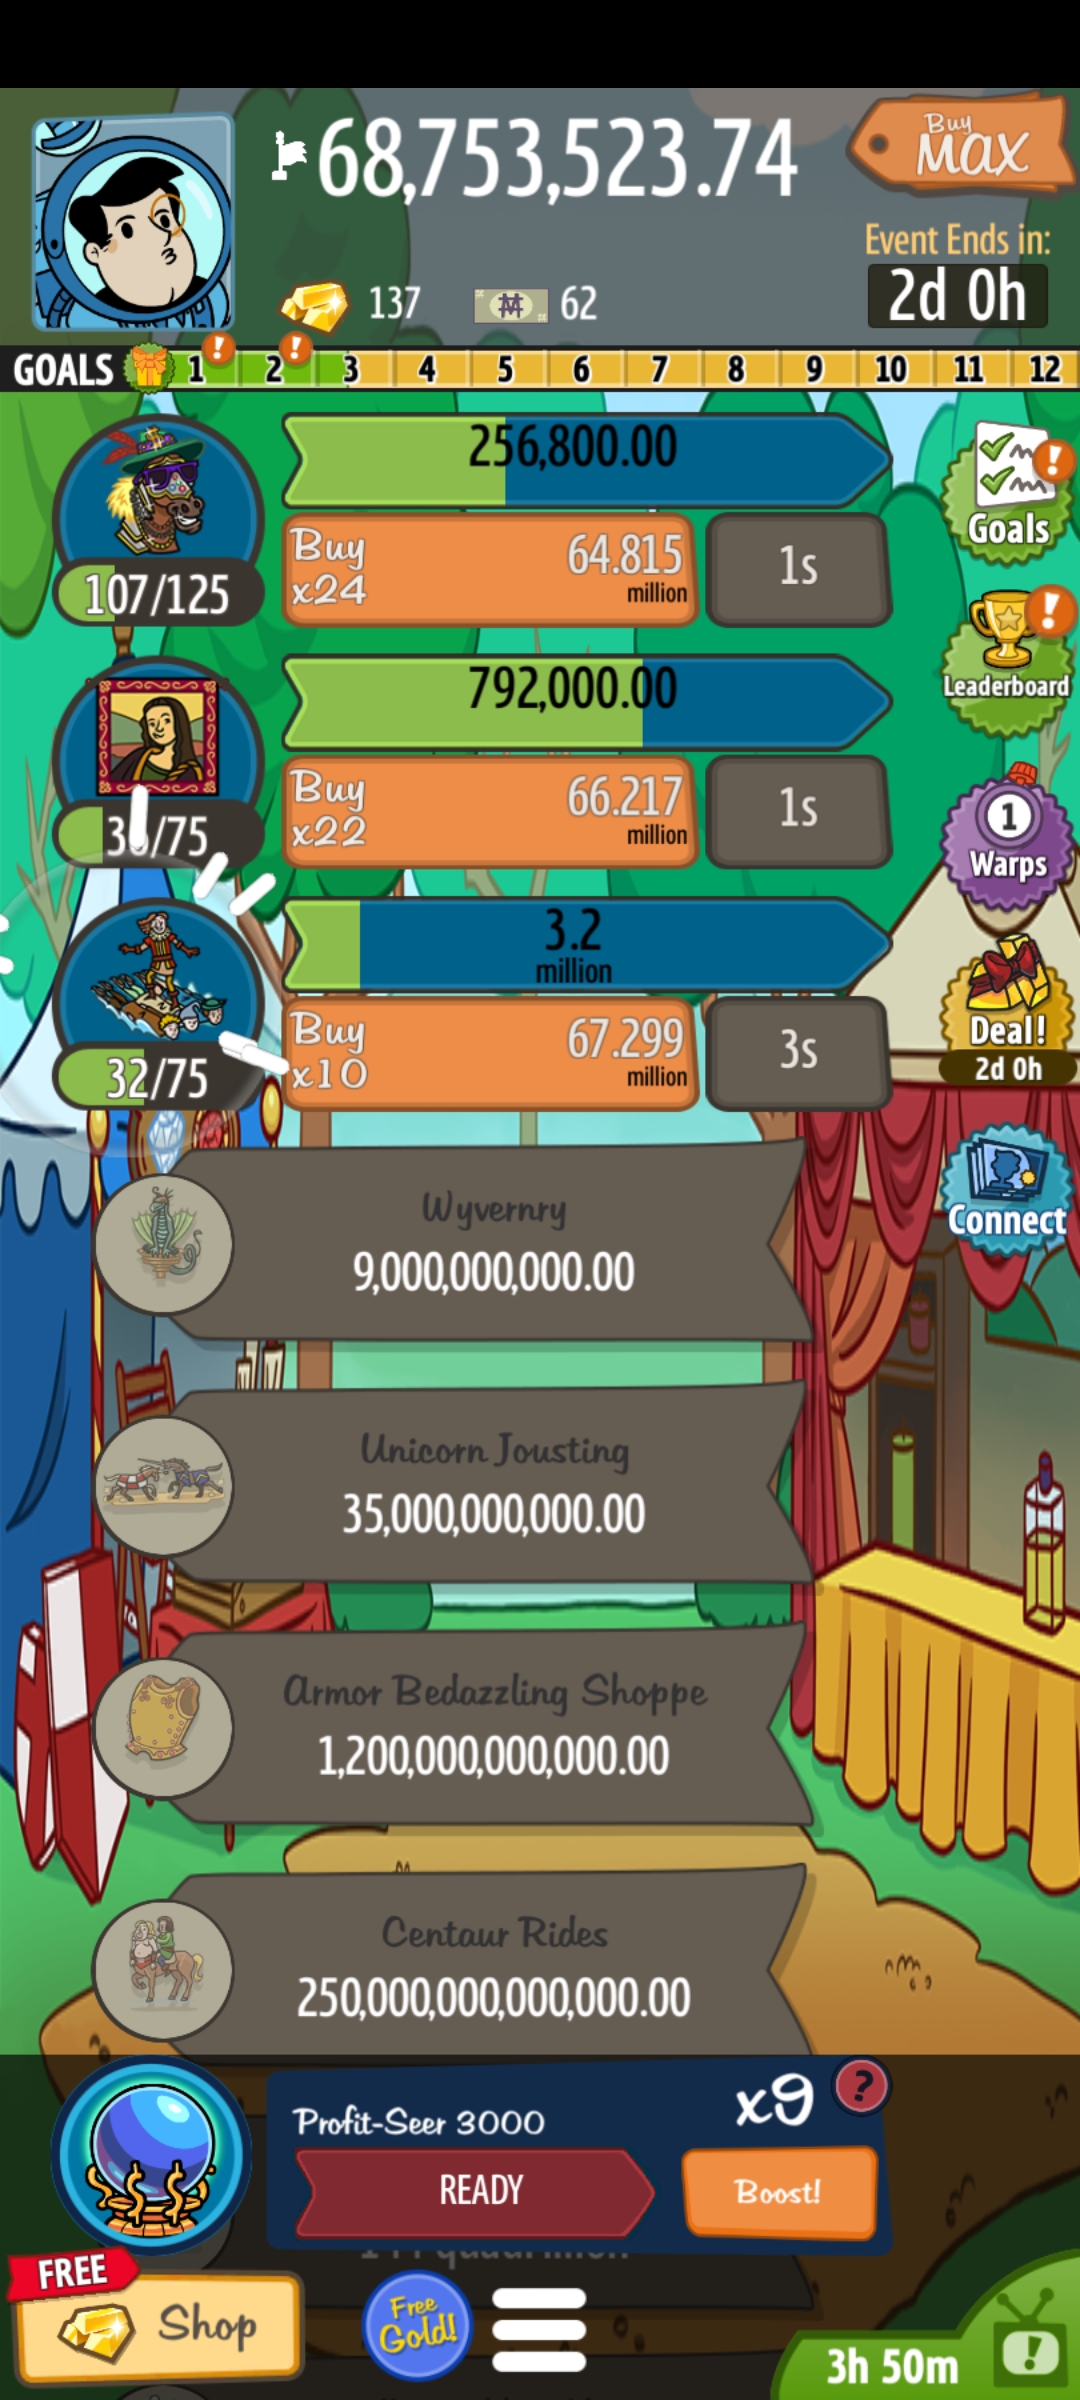 68,753,523.74
Buy
MAX
Event Ends in:
2d 0h
137
62
GOALS 1 ! 2 ! 3 4 5 6 7 8 9 10 11 12
256,800.00
Buy
x24
64.815
million
1s
107/125
!
Goals
792,000.00
Buy
x22
66.217
million
1s
/75
!
Leaderboard
1
Warps
3.2
million
Buy
x10
67.299
million
3s
32/75
Deal!
2d 0h
Connect
Wyvernry
9,000,000,000.00
Unicorn Jousting
35,000,000,000.00
Armor Bedazzling Shoppe
1,200,000,000,000.00
Centaur Rides
250,000,000,000,000.00
Profit-Seer 3000
x9
?
READY
Boost!
FREE
Shop
Free
Gold!
3h 50m
!